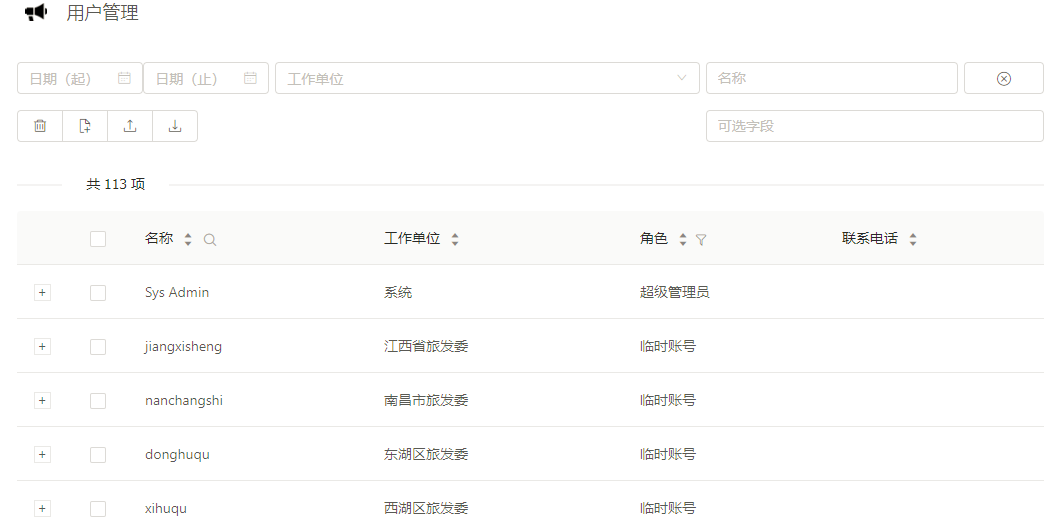 用户管理
日期（起） 日期（止） 工作单位 名称
可选字段
共 113 项
名称 工作单位 角色 联系电话
Sys Admin 系统 超级管理员
jiangxisheng 江西省旅发委 临时账号
nanchangshi 南昌市旅发委 临时账号
donghuqu 东湖区旅发委 临时账号
xihuqu 西湖区旅发委 临时账号